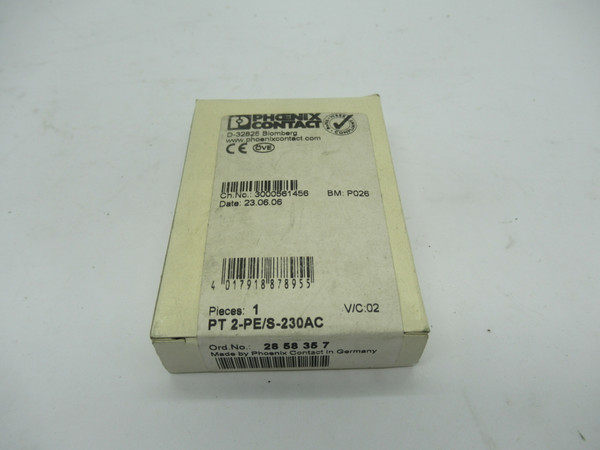 PHŒNIX
CONTACT
D-32825 Blomberg
www.phoenixcontact.com
CE OVE
Ch.No.: 3000561456 BM: P026
Date: 23.06.06
4 017918 878955
Pieces: 1 V/C:02
PT 2-PE/S-230AC
Ord.No.: 28 58 35 7
Made by Phoenix Contact in Germany